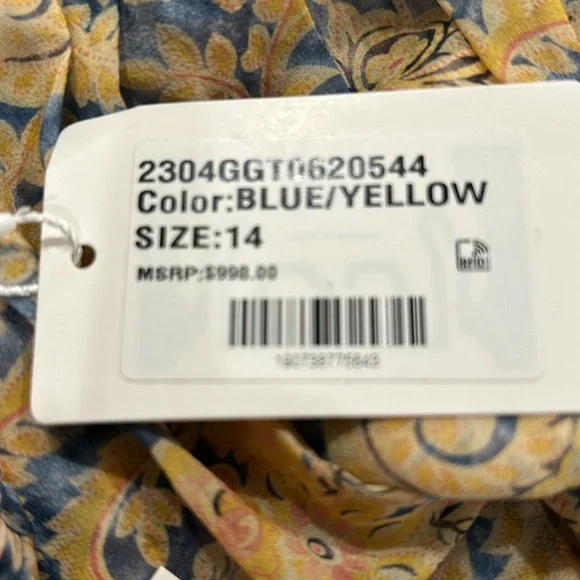 2304GGT0620544
Color:BLUE/YELLOW
SIZE:14
MSRP:$998.00
RFID